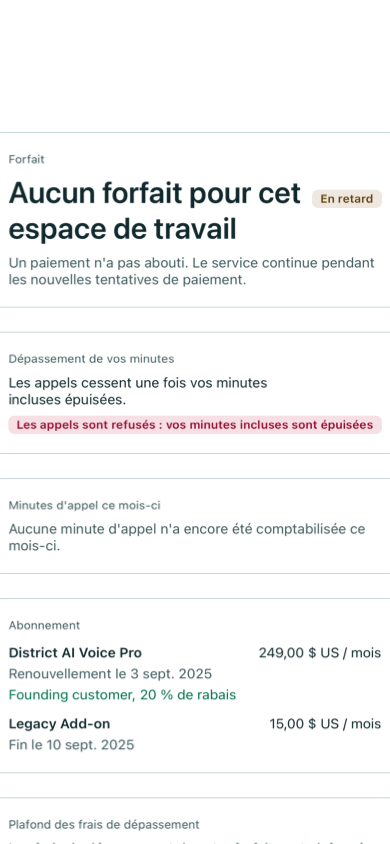 Forfait
Aucun forfait pour cet
espace de travail
En retard
Un paiement n'a pas abouti. Le service continue pendant
les nouvelles tentatives de paiement.
Dépassement de vos minutes
Les appels cessent une fois vos minutes
incluses épuisées.
Les appels sont refusés : vos minutes incluses sont épuisées
Minutes d'appel ce mois-ci
Aucune minute d'appel n'a encore été comptabilisée ce
mois-ci.
Abonnement
District AI Voice Pro
249,00 $ US / mois
Renouvellement le 3 sept. 2025
Founding customer, 20 % de rabais
Legacy Add-on
15,00 $ US / mois
Fin le 10 sept. 2025
Plafond des frais de dépassement